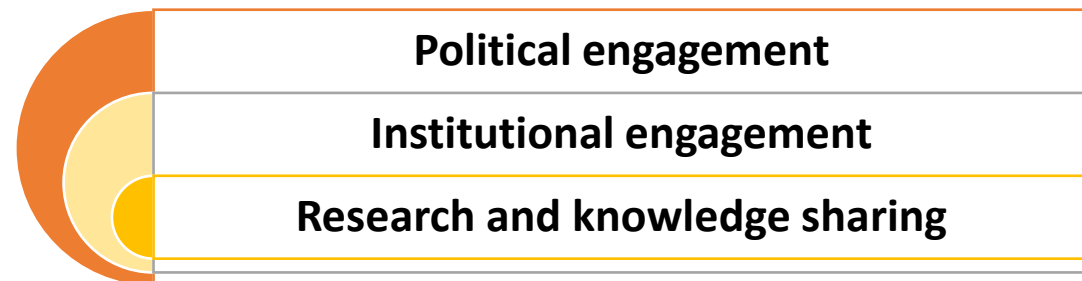 Political engagement
Institutional engagement
Research and knowledge sharing